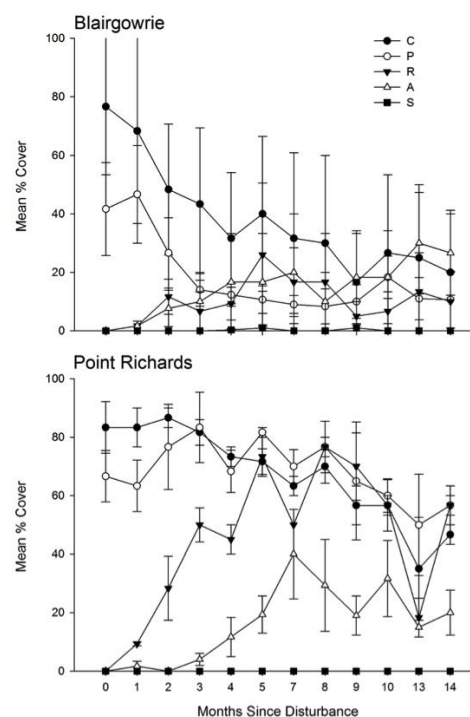 Blairgowrie
C
P
R
A
S
100
80
60
40
20
0
Mean % Cover
Point Richards
100
80
60
40
20
0
Mean % Cover
0 1 2 3 4 5 7 8 9 10 13 14
Months Since Disturbance